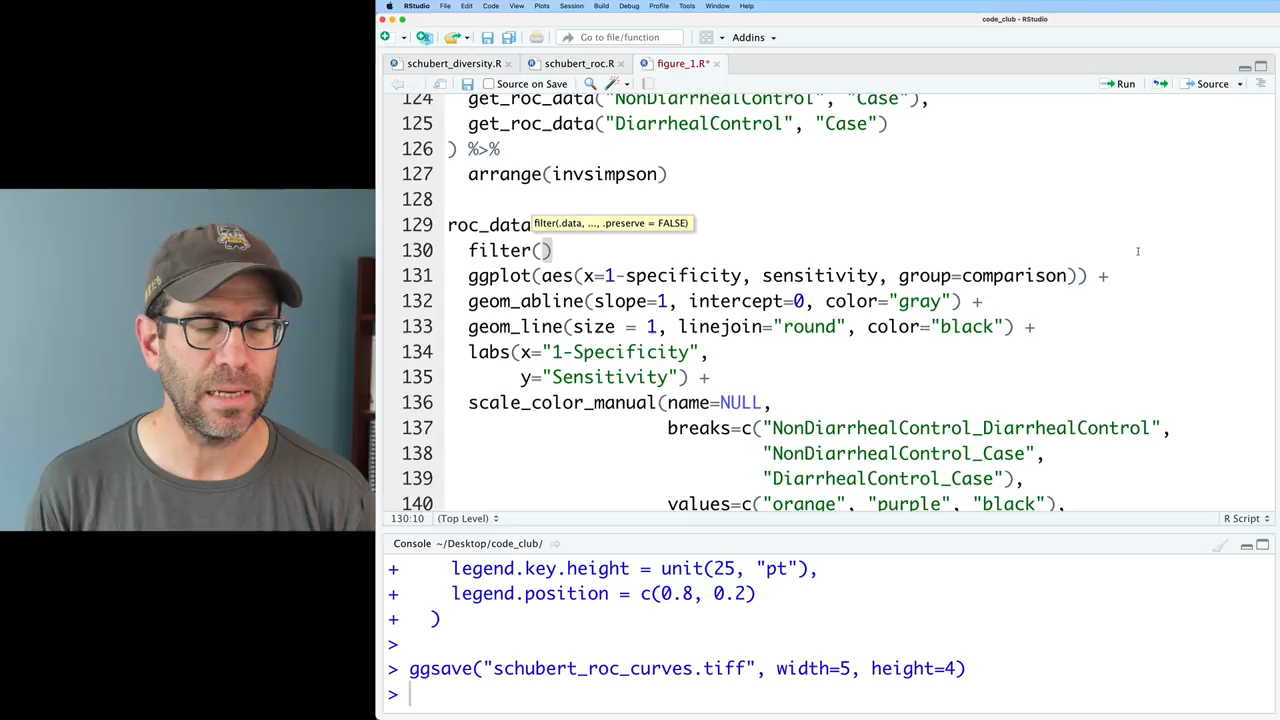 RStudio File Edit Code View Plots Session Build Debug Profile Tools Window Help
code_club - RStudio
Go to file/function Addins
schubert_diversity.R schubert_roc.R figure_1.R*
Source on Save Run Source
124 get_roc_data("NonDiarrhealControl", "Case"),
125 get_roc_data("DiarrhealControl", "Case")
126 ) %>%
127 arrange(invsimpson)
128
129 roc_data filter(.data, ..., .preserve = FALSE)
130 filter()
131 ggplot(aes(x=1-specificity, sensitivity, group=comparison)) +
132 geom_abline(slope=1, intercept=0, color="gray") +
133 geom_line(size = 1, linejoin="round", color="black") +
134 labs(x="1-Specificity",
135 y="Sensitivity") +
136 scale_color_manual(name=NULL,
137 breaks=c("NonDiarrhealControl_DiarrhealControl",
138 "NonDiarrhealControl_Case",
139 "DiarrhealControl_Case"),
140 values=c("orange", "purple", "black"),
130:10 (Top Level) R Script
Console ~/Desktop/code_club/
+ legend.key.height = unit(25, "pt"),
+ legend.position = c(0.8, 0.2)
+ )
>
> ggsave("schubert_roc_curves.tiff", width=5, height=4)
>